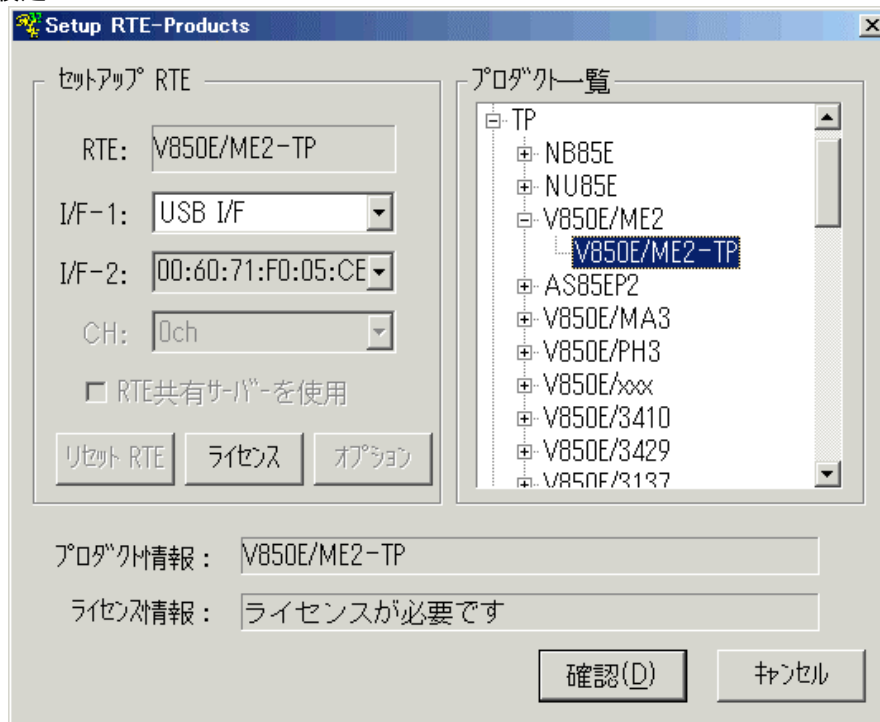 Setup RTE-Products
セットアップ RTE
RTE: V850E/ME2-TP
I/F-1: USB I/F
I/F-2: 00:60:71:F0:05:CE
CH: 0ch
RTE共有サーバーを使用
リセット RTE ライセンス オプション
プロダクト一覧
TP
NB85E
NU85E
V850E/ME2
V850E/ME2-TP
AS85EP2
V850E/MA3
V850E/PH3
V850E/xxx
V850E/3410
V850E/3429
V850E/3137
プロダクト情報: V850E/ME2-TP
ライセンス情報: ライセンスが必要です
確認(D) キャンセル